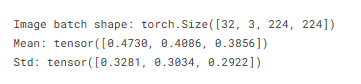 Image batch shape: torch.Size([32, 3, 224, 224])
Mean: tensor([0.4730, 0.4086, 0.3856])
Std: tensor([0.3281, 0.3034, 0.2922])